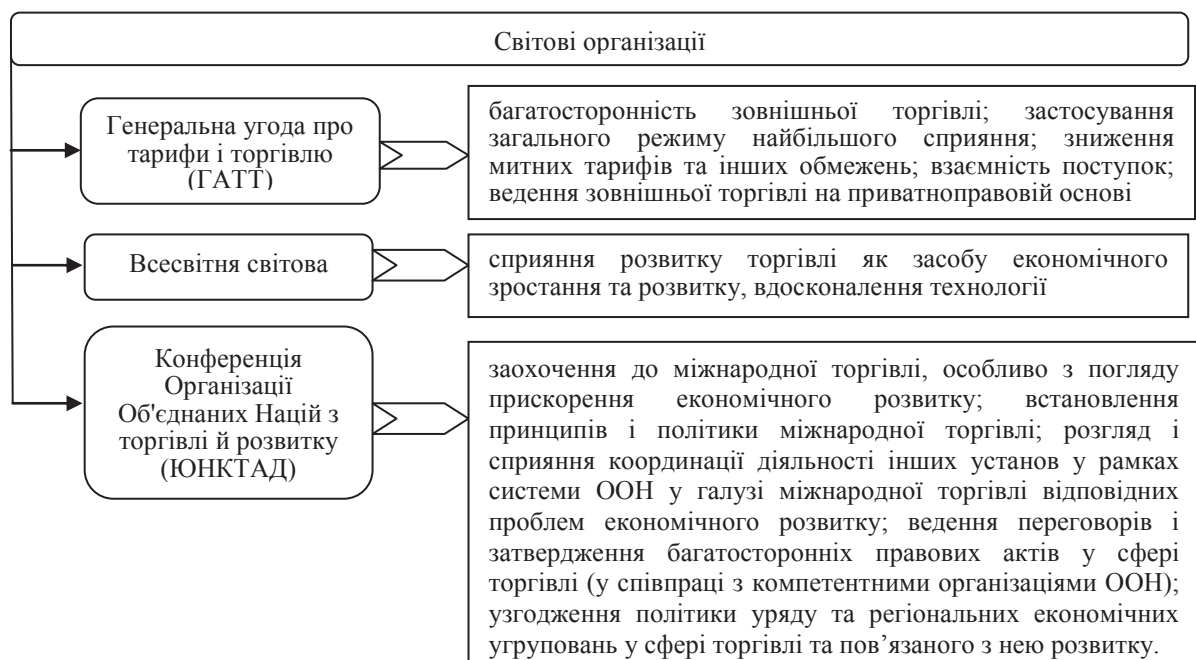 Світові організації
Генеральна угода про
тарифи і торгівлю
(ГАТТ)
багатосторонність зовнішньої торгівлі; застосування
загального режиму найбільшого сприяння; зниження
митних тарифів та інших обмежень; взаємність поступок;
ведення зовнішньої торгівлі на приватноправовій основі
Всесвітня світова
сприяння розвитку торгівлі як засобу економічного
зростання та розвитку, вдосконалення технології
Конференція
Організації
Об'єднаних Націй з
торгівлі й розвитку
(ЮНКТАД)
заохочення до міжнародної торгівлі, особливо з погляду
прискорення економічного розвитку; встановлення
принципів і політики міжнародної торгівлі; розгляд і
сприяння координації діяльності інших установ у рамках
системи ООН у галузі міжнародної торгівлі відповідних
проблем економічного розвитку; ведення переговорів і
затвердження багатосторонніх правових актів у сфері
торгівлі (у співпраці з компетентними організаціями ООН);
узгодження політики уряду та регіональних економічних
угруповань у сфері торгівлі та пов’язаного з нею розвитку.